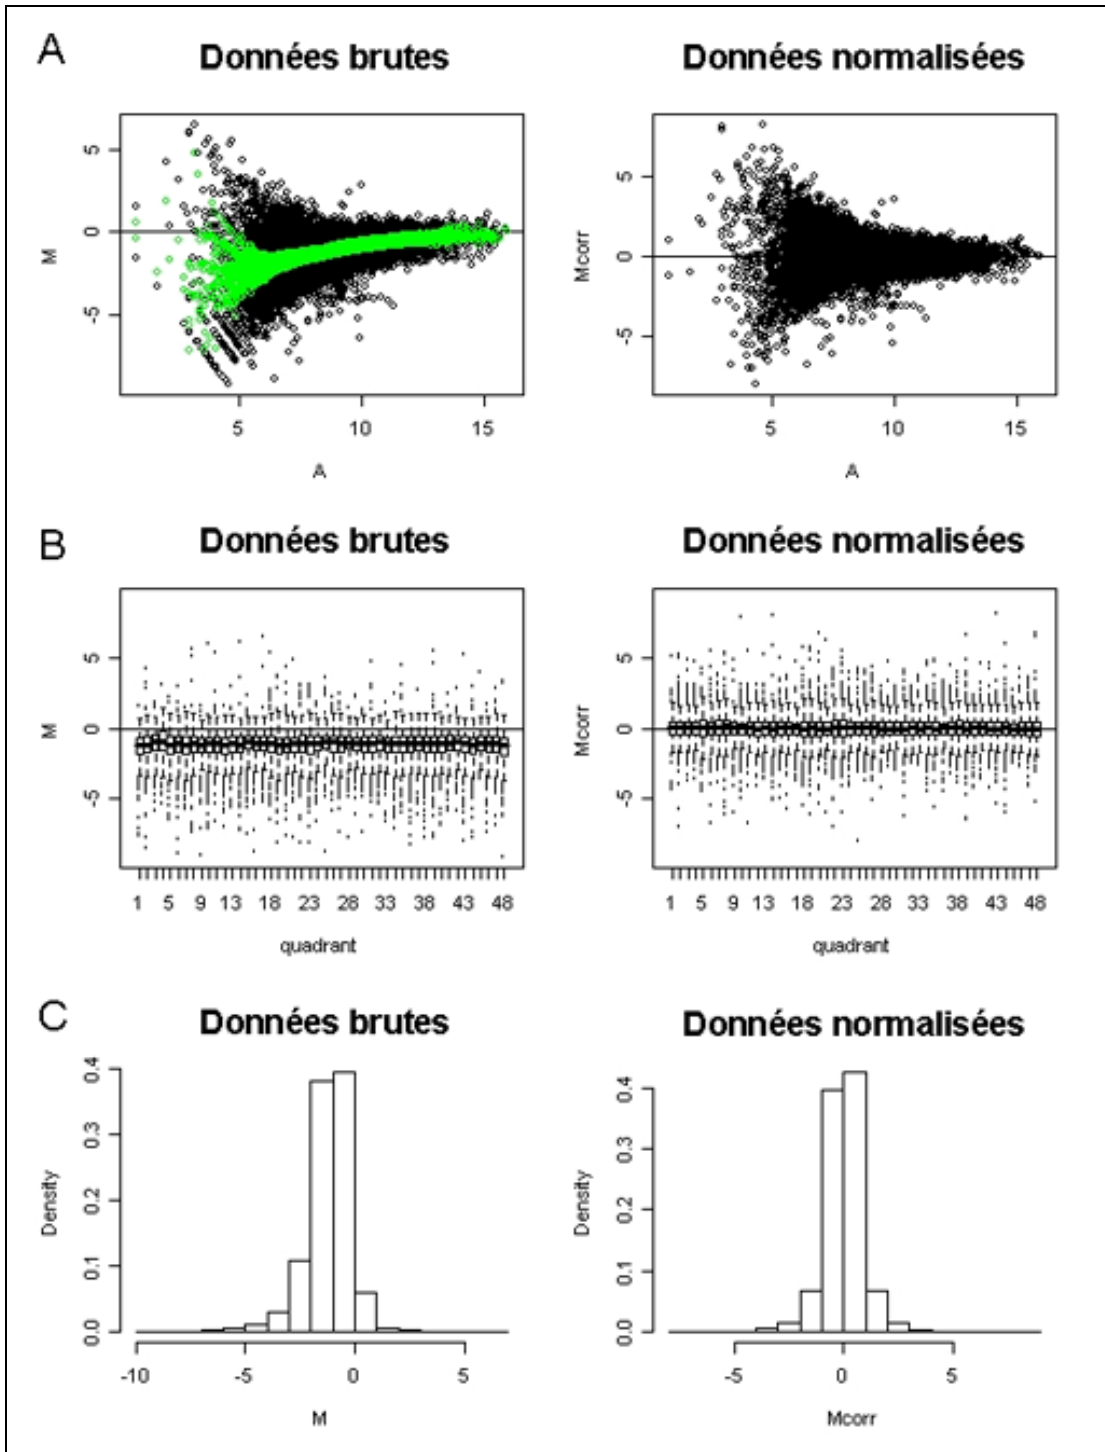 A
Données brutes
Données normalisées
M
5
0
-5
5 10 15
A
Mcorr
5
0
-5
5 10 15
A
B
Données brutes
Données normalisées
M
5
0
-5
1 5 9 13 18 23 28 33 38 43 48
quadrant
Mcorr
5
0
-5
1 5 9 13 18 23 28 33 38 43 48
quadrant
C
Données brutes
Données normalisées
Density
0.4
0.3
0.2
0.1
0.0
-10 -5 0 5
M
Density
0.4
0.3
0.2
0.1
0.0
-5 0 5
Mcorr